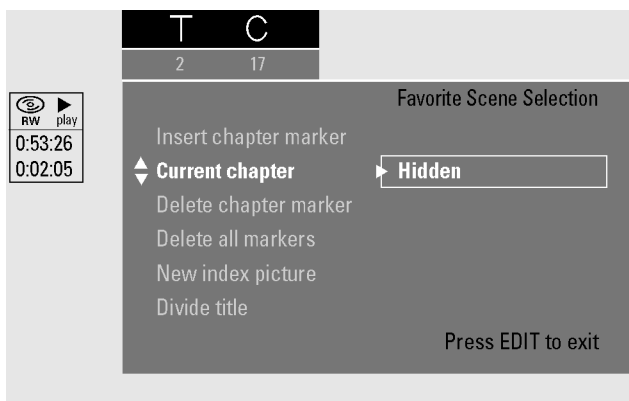 T C
2 17
RW play
0:53:26
0:02:05
Favorite Scene Selection
Insert chapter marker
Current chapter Hidden
Delete chapter marker
Delete all markers
New index picture
Divide title
Press EDIT to exit